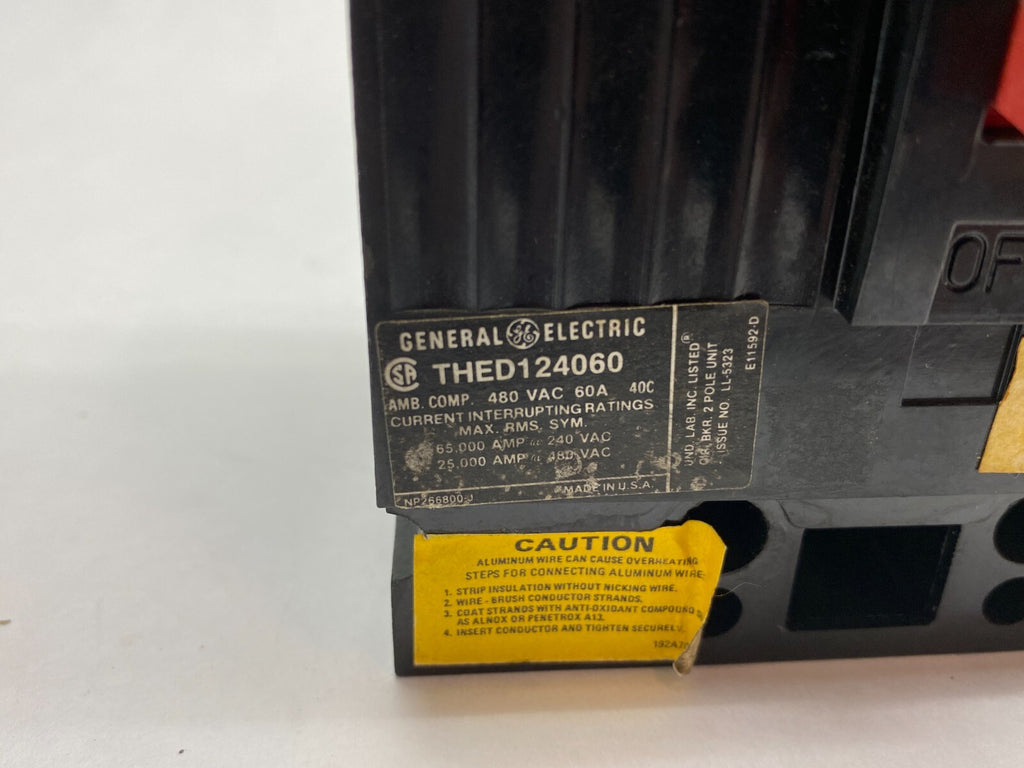 GENERAL GE ELECTRIC
SA THED124060
AMB. COMP. 480 VAC 60A 40C
CURRENT INTERRUPTING RATINGS
MAX. RMS. SYM.
65,000 AMP 240 VAC
25,000 AMP 480 VAC
MADE IN U.S.A.
NP266800-J
UND. LAB. INC. LISTED®
CIR. BKR. 2 POLE UNIT
ISSUE NO. LL-5323
E11592-D
OF
CAUTION
ALUMINUM WIRE CAN CAUSE OVERHEATING
STEPS FOR CONNECTING ALUMINUM WIRE
1. STRIP INSULATION WITHOUT NICKING WIRE.
2. WIRE - BRUSH CONDUCTOR STRANDS.
3. COAT STRANDS WITH ANTI-OXIDANT COMPOUND
AS ALNOX OR PENETROX A13.
4. INSERT CONDUCTOR AND TIGHTEN SECURELY.